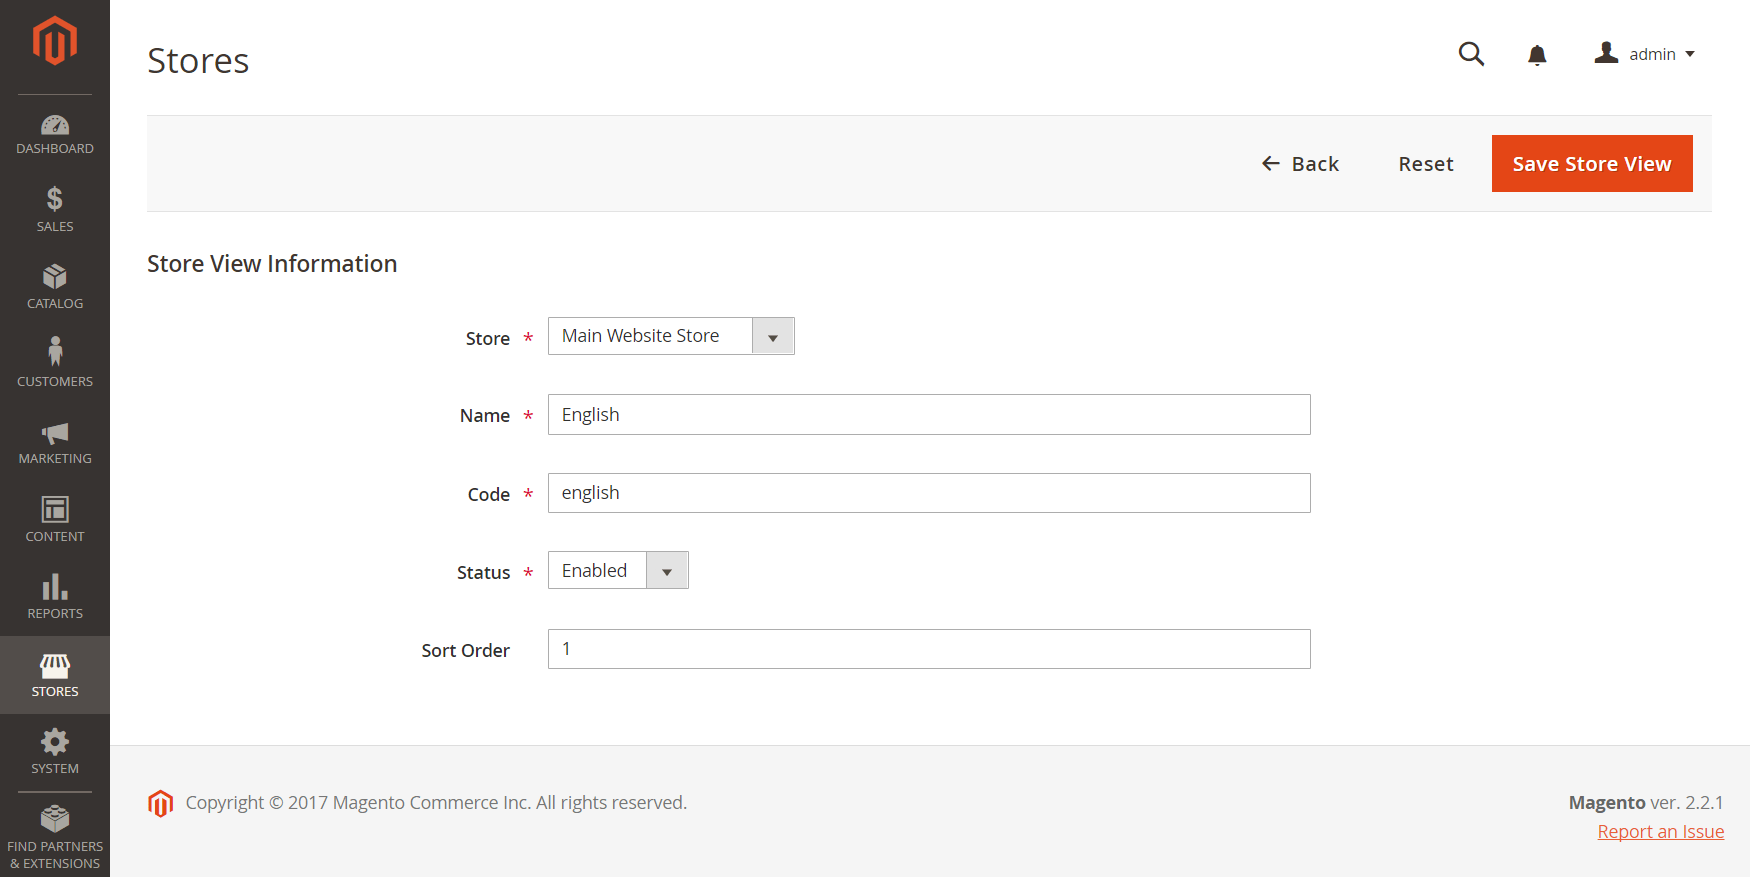 Stores
admin
DASHBOARD
SALES
CATALOG
CUSTOMERS
MARKETING
CONTENT
REPORTS
STORES
SYSTEM
FIND PARTNERS
& EXTENSIONS
Back
Reset
Save Store View
Store View Information
Store *
Main Website Store
Name *
English
Code *
english
Status *
Enabled
Sort Order
1
Copyright © 2017 Magento Commerce Inc. All rights reserved.
Magento ver. 2.2.1
Report an Issue